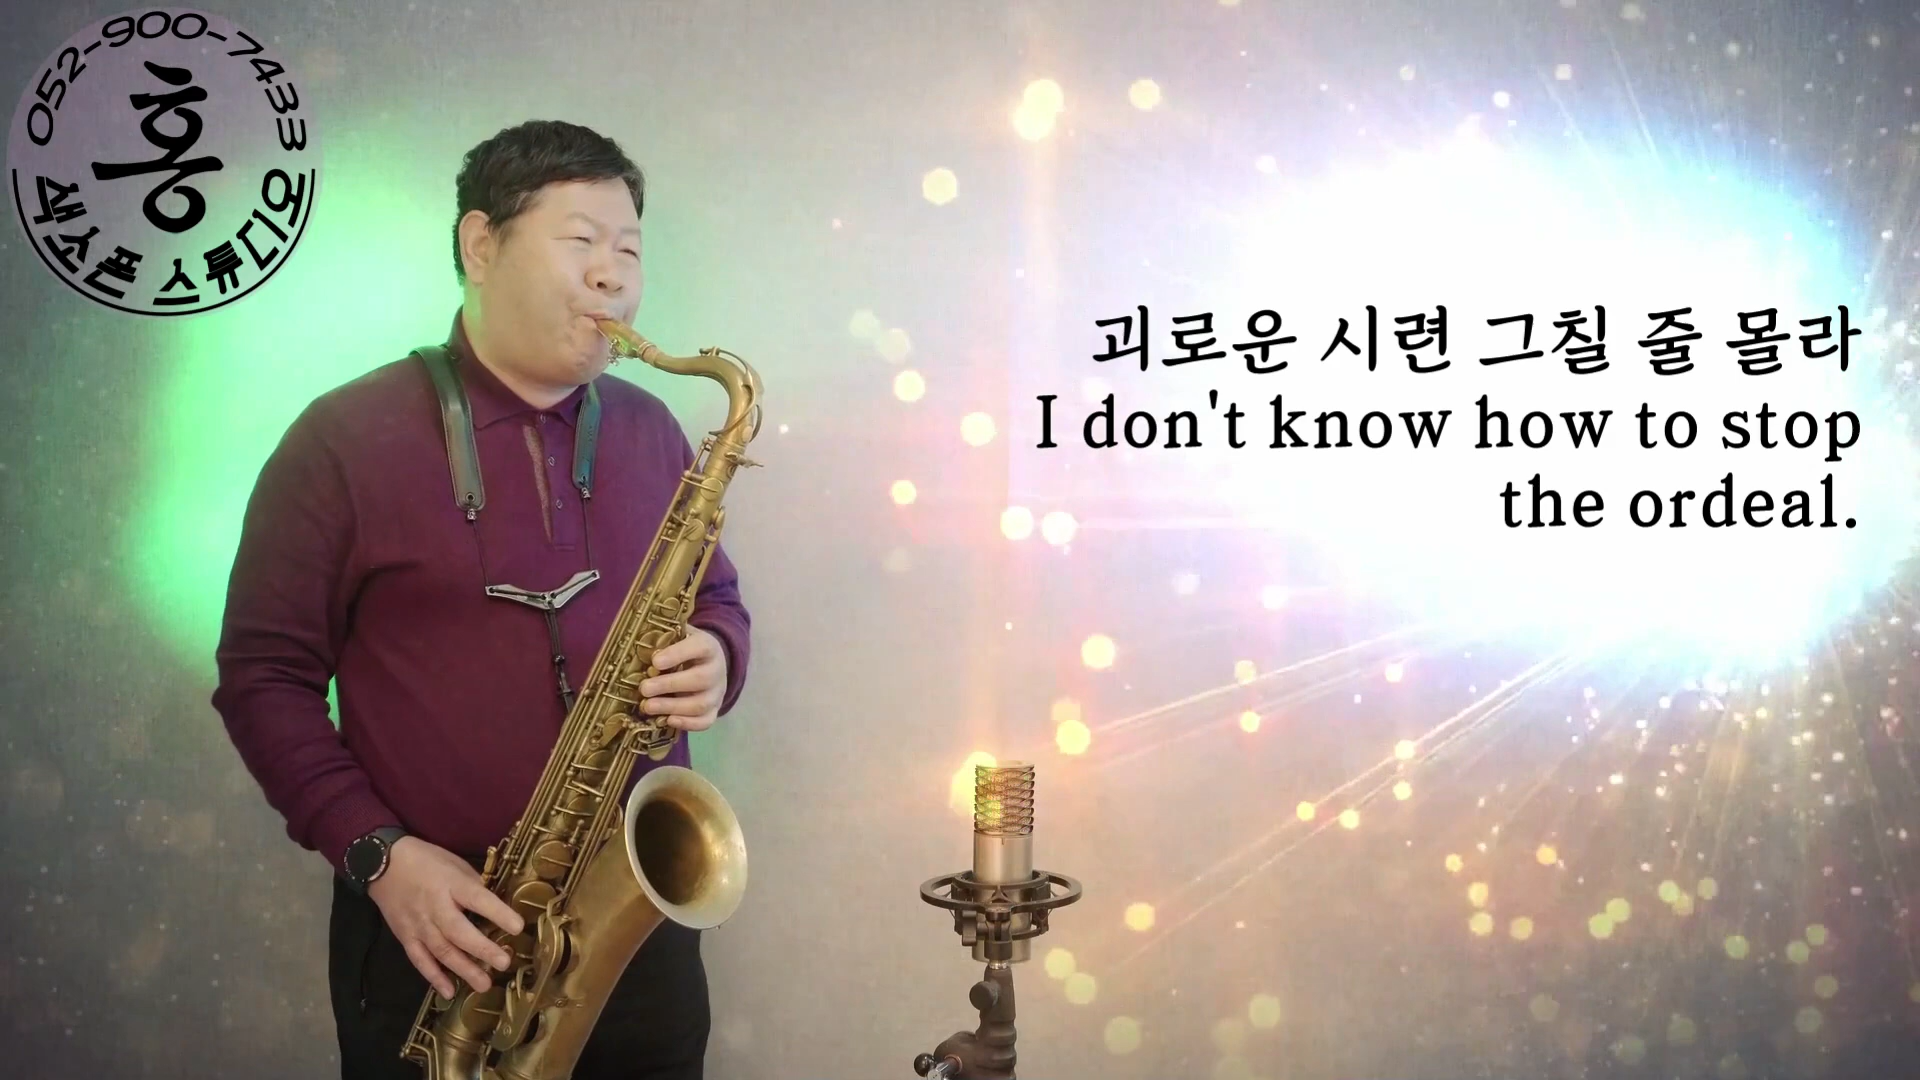 052-900-7433
홍
색소폰 스튜디오
괴로운 시련 그칠 줄 몰라
I don't know how to stop
the ordeal.